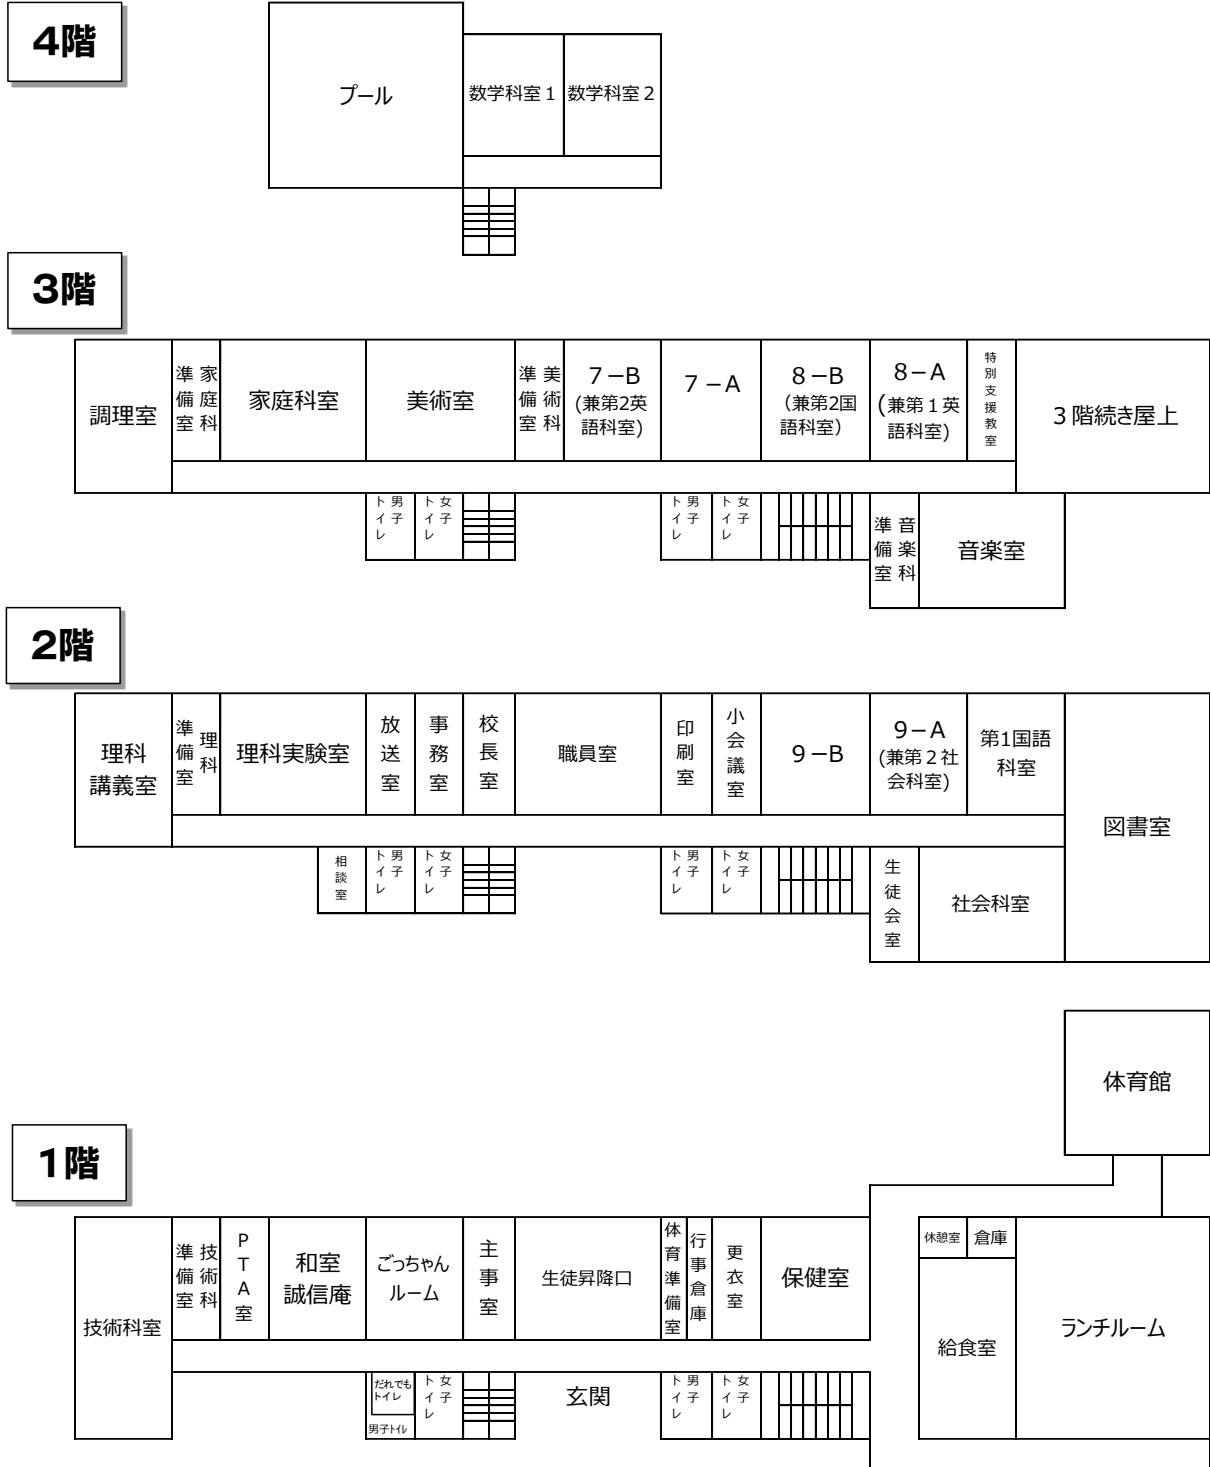 4階
プール
数学科室1
数学科室2
3階
調理室
家庭科
準備室
家庭科室
美術室
美術科
準備室
7-B
(兼第2英
語科室)
7-A
8-B
(兼第2国
語科室)
8-A
(兼第1英
語科室)
特別支援教室
3階続き屋上
男子
トイレ
女子
トイレ
男子
トイレ
女子
トイレ
音楽科
準備室
音楽室
2階
理科
講義室
理科
準備室
理科実験室
放送室
事務室
校長室
職員室
印刷室
小会議室
9-B
9-A
(兼第2社
会科室)
第1国語
科室
図書室
相談室
男子
トイレ
女子
トイレ
男子
トイレ
女子
トイレ
生徒会室
社会科室
体育館
1階
技術科室
技術科
準備室
PTA室
和室
誠信庵
ごっちゃん
ルーム
主事室
生徒昇降口
体育準備室
行事倉庫
更衣室
保健室
休憩室
倉庫
給食室
ランチルーム
だれでも
トイレ
男子トイレ
女子
トイレ
玄関
男子
トイレ
女子
トイレ